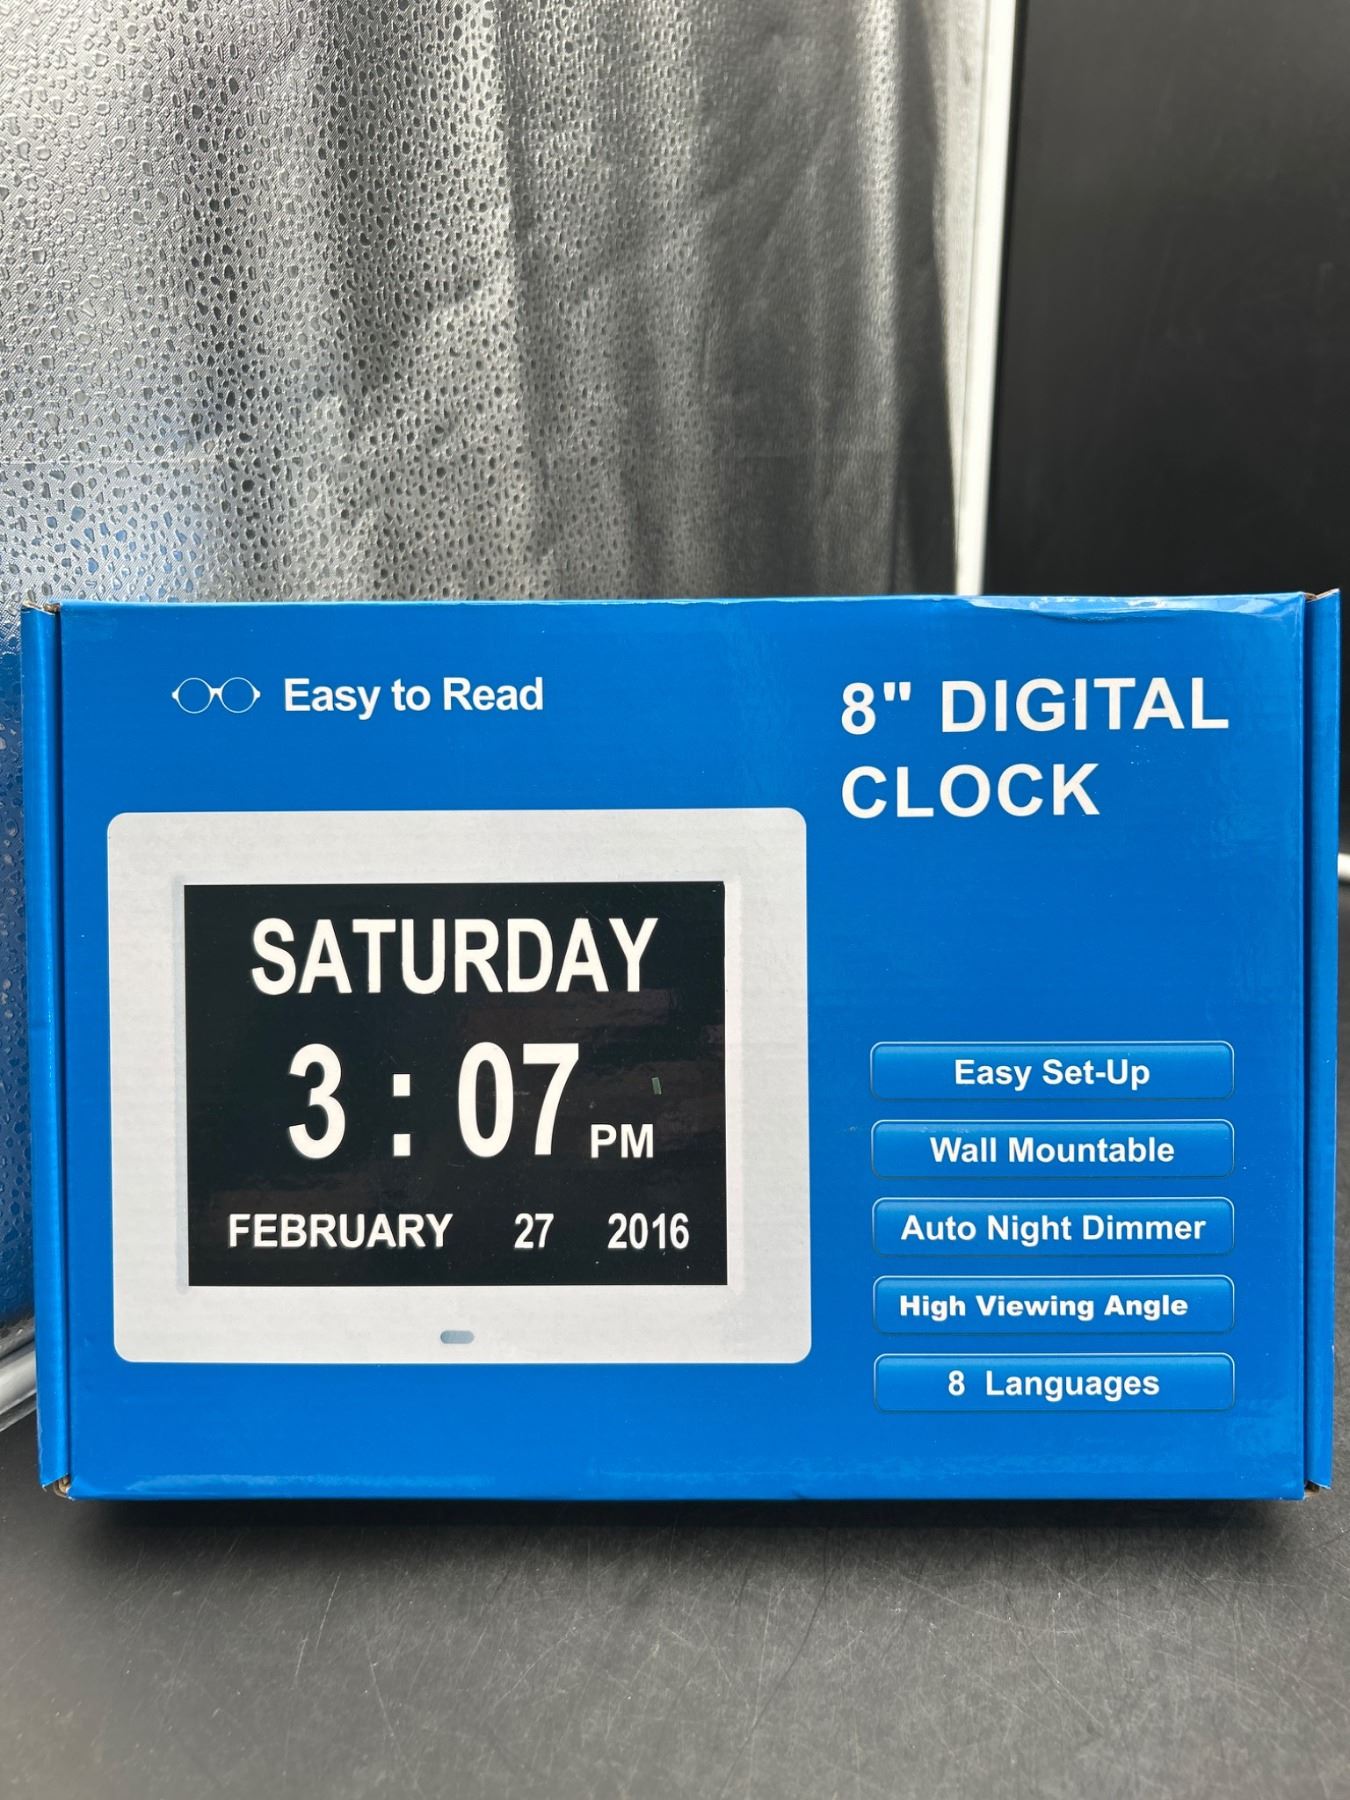 Easy to Read
8" DIGITAL
CLOCK
SATURDAY
3 : 07 PM
FEBRUARY 27 2016
Easy Set-Up
Wall Mountable
Auto Night Dimmer
High Viewing Angle
8 Languages